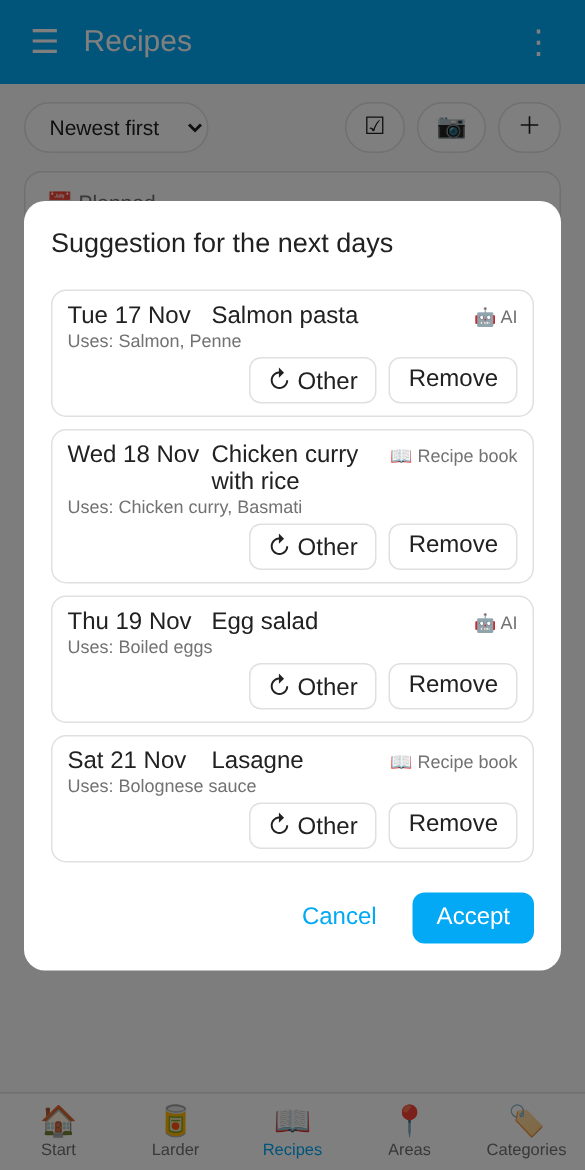 Recipes
Newest first
Planned
Suggestion for the next days
Tue 17 Nov Salmon pasta AI
Uses: Salmon, Penne
Other Remove
Wed 18 Nov Chicken curry with rice Recipe book
Uses: Chicken curry, Basmati
Other Remove
Thu 19 Nov Egg salad AI
Uses: Boiled eggs
Other Remove
Sat 21 Nov Lasagne Recipe book
Uses: Bolognese sauce
Other Remove
Cancel Accept
Start Larder Recipes Areas Categories